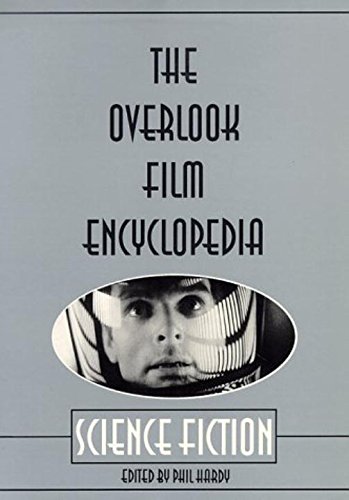 THE
OVERLOOK
FILM
ENCYCLOPEDIA
SCIENCE FICTION
EDITED BY PHIL HARDY